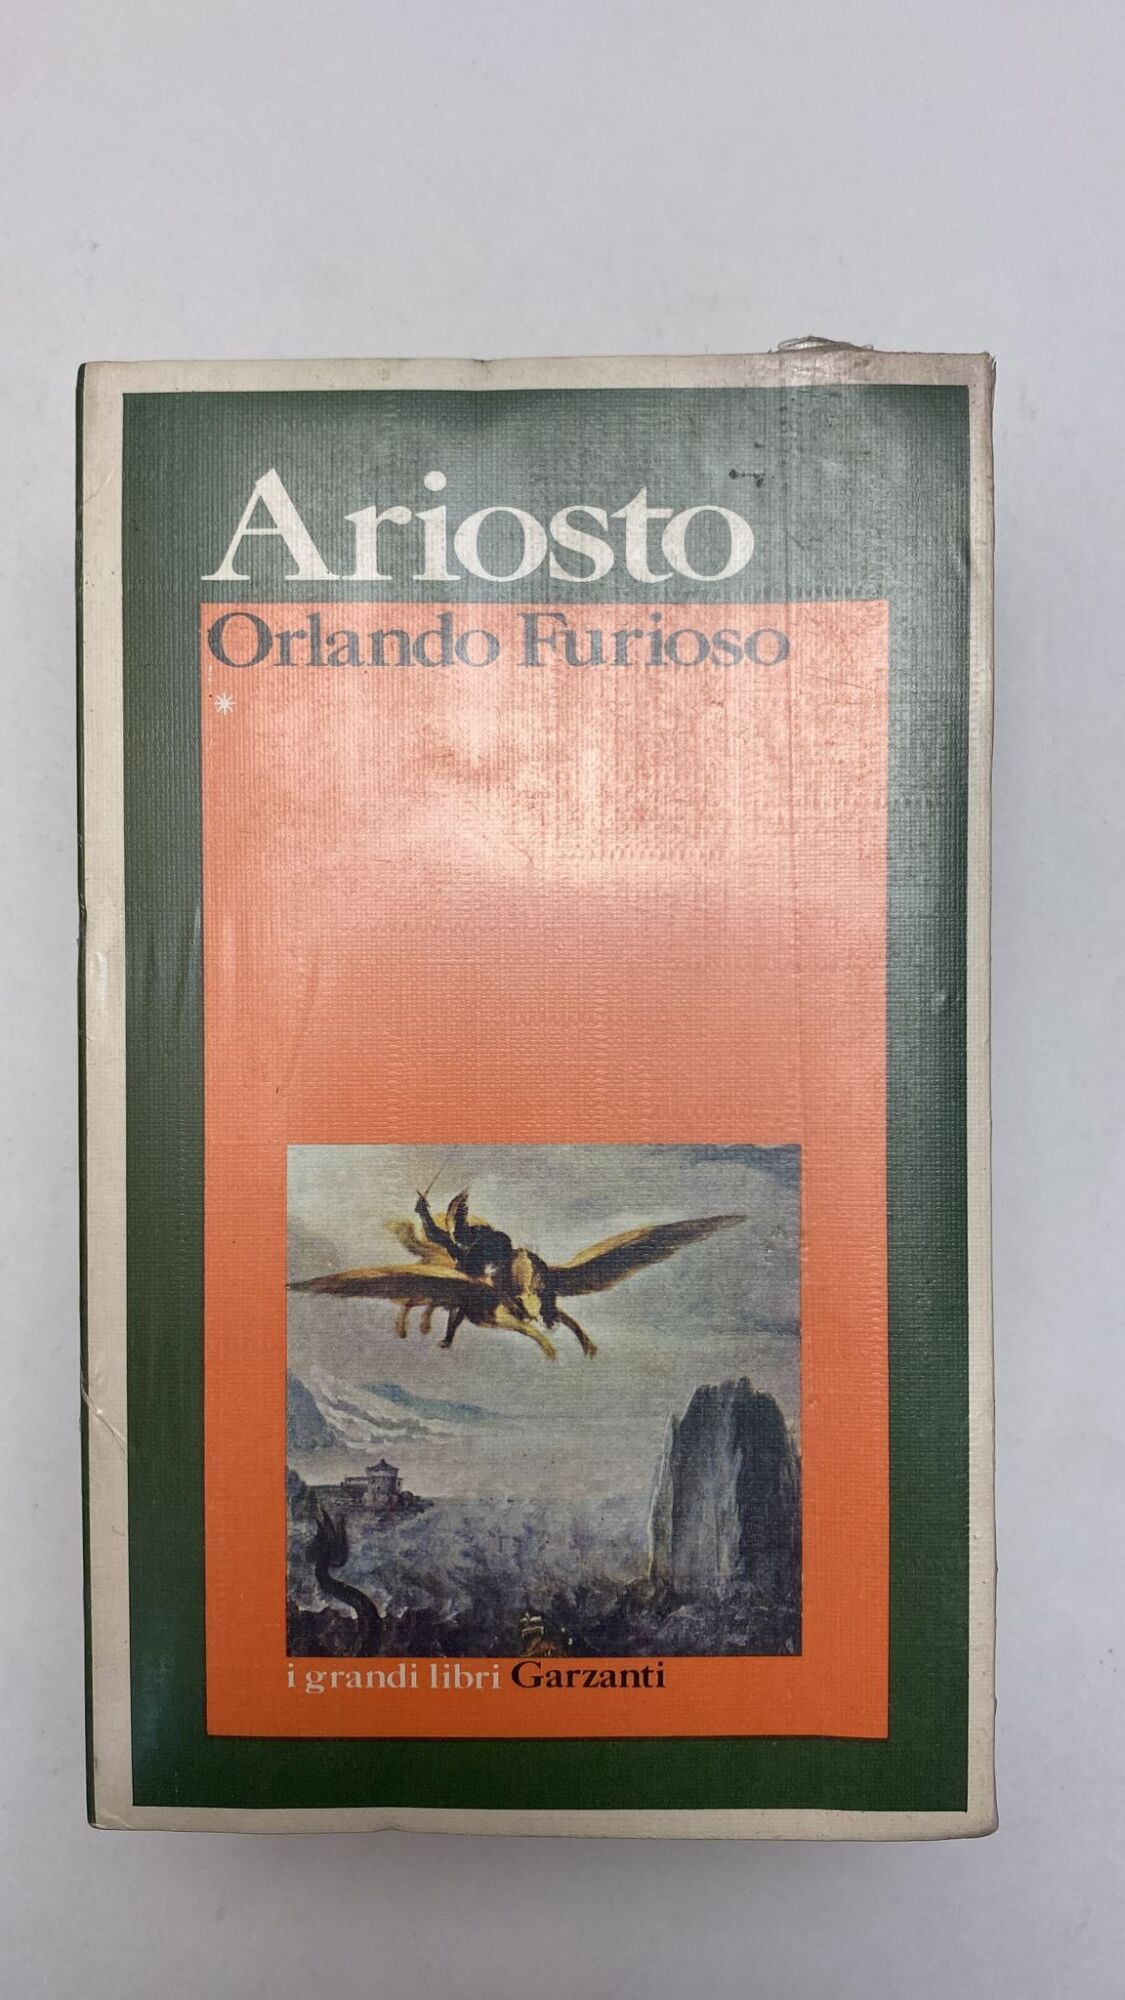 Ariosto
Orlando Furioso
*
i grandi libri Garzanti